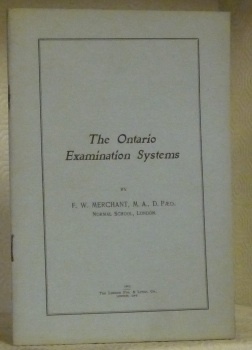 The Ontario
Examination Systems
BY
F. W. MERCHANT, M. A., D. PÆD.
NORMAL SCHOOL, LONDON